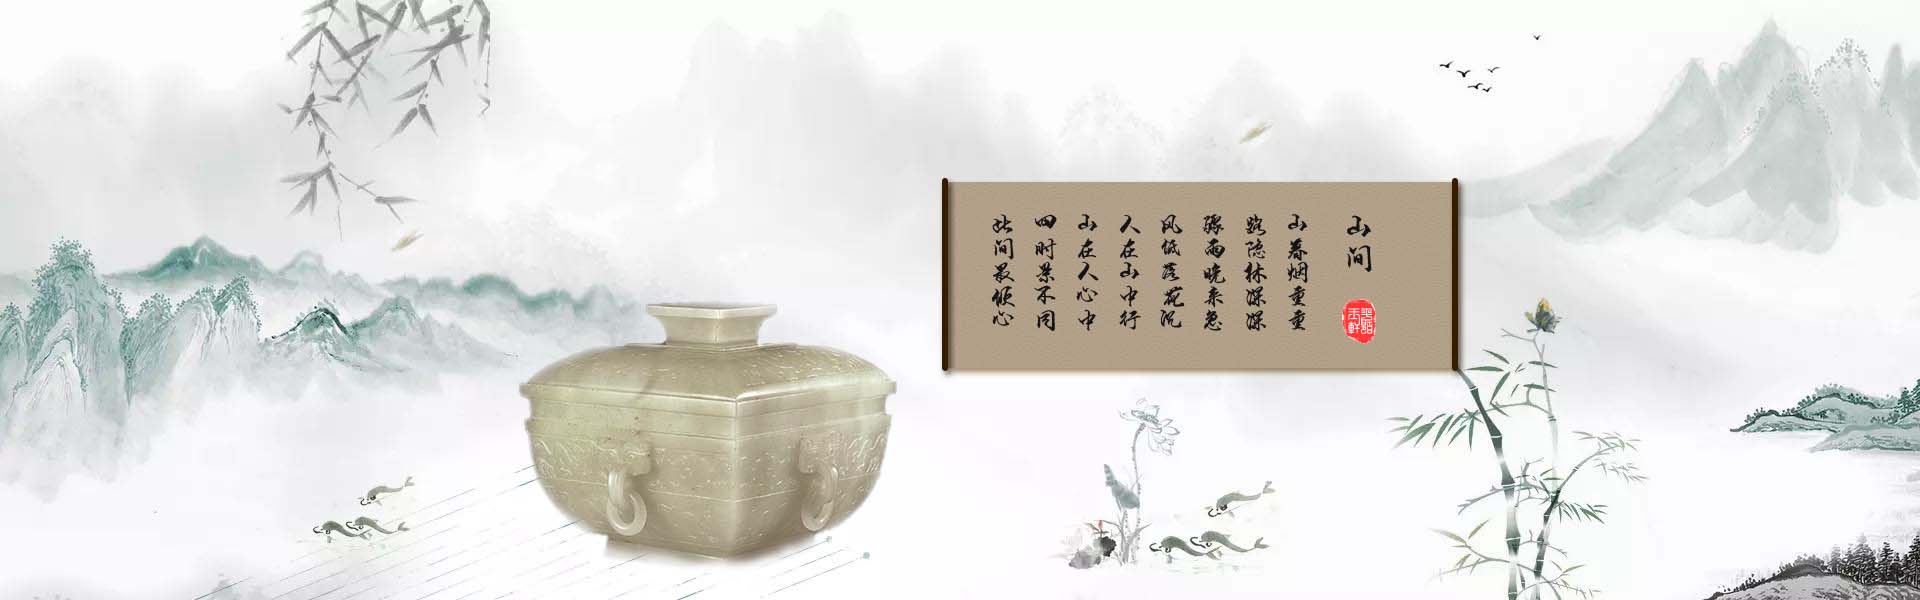 山间
山暮烟重重
路隐林深深
骤雨晚来急
风低落花沉
人在山中行
山在人心中
四时景不同
此间最倾心